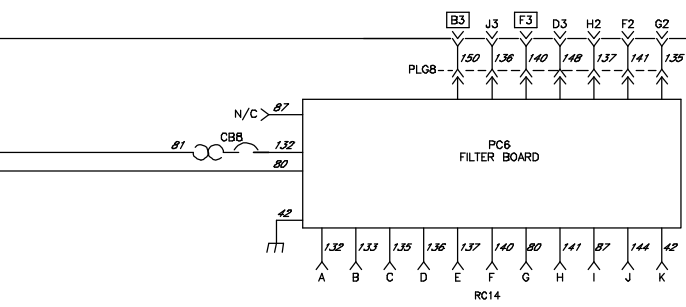 B3 J3 F3 D3 H2 F2 G2
150 136 140 148 137 141 135
PLG8
N/C 87
PC6
FILTER BOARD
81 CB8 132
80
42
132 133 135 136 137 140 80 141 87 144 42
A B C D E F G H I J K
RC14